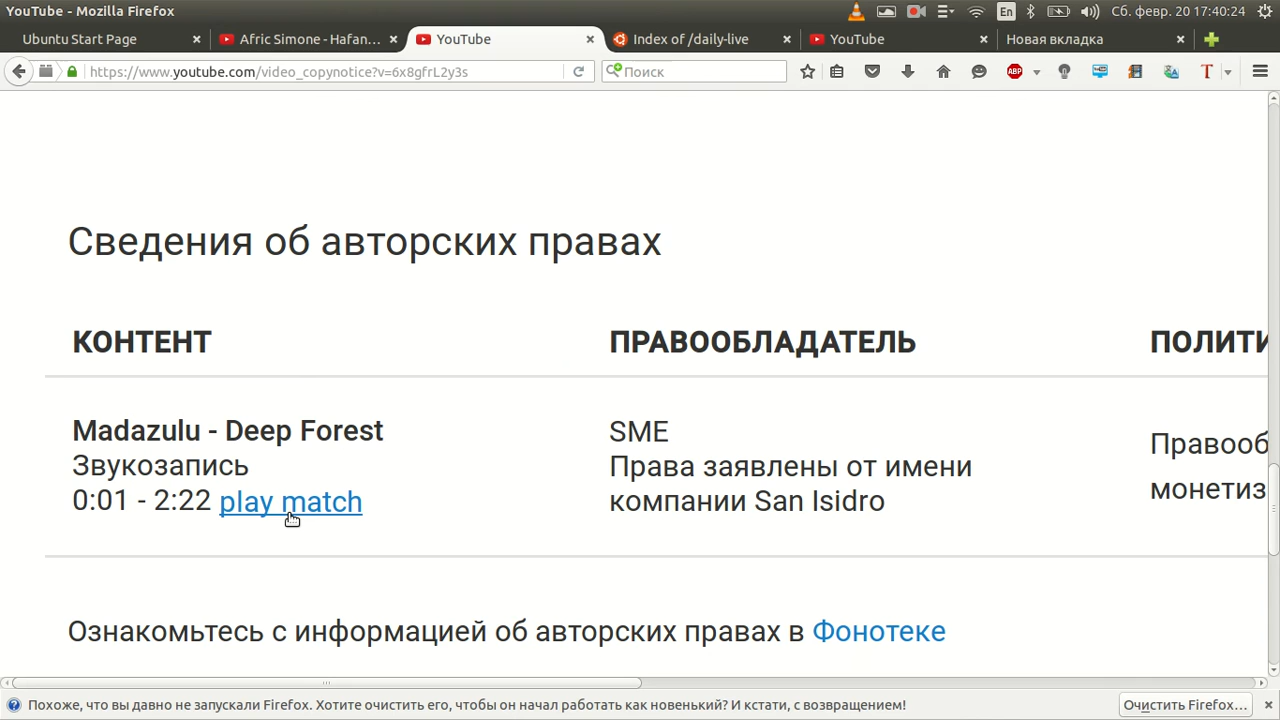 YouTube - Mozilla Firefox
En
Сб. февр. 20 17:40:24
Ubuntu Start Page
Afric Simone - Hafan...
YouTube
Index of /daily-live
YouTube
Новая вкладка
https://www.youtube.com/video_copynotice?v=6x8gfrL2y3s
Поиск
ABP
T
Сведения об авторских правах
КОНТЕНТ
ПРАВООБЛАДАТЕЛЬ
ПОЛИТИ
Madazulu - Deep Forest
Звукозапись
0:01 - 2:22 play match
SME
Права заявлены от имени
компании San Isidro
Правооб
монетиз
Ознакомьтесь с информацией об авторских правах в Фонотеке
Похоже, что вы давно не запускали Firefox. Хотите очистить его, чтобы он начал работать как новенький? И кстати, с возвращением!
Очистить Firefox...